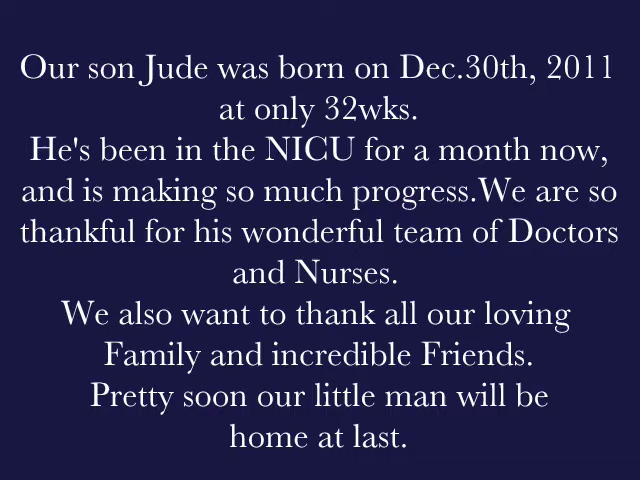 Our son Jude was born on Dec.30th, 2011
at only 32wks.
He's been in the NICU for a month now,
and is making so much progress.We are so
thankful for his wonderful team of Doctors
and Nurses.
We also want to thank all our loving
Family and incredible Friends.
Pretty soon our little man will be
home at last.